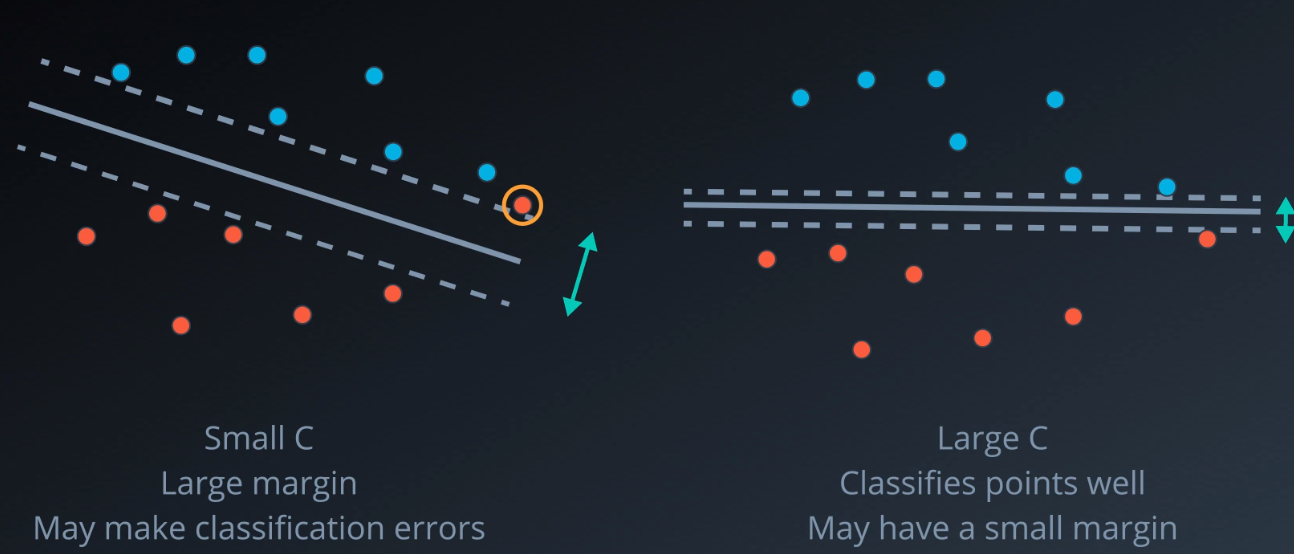 Small C
Large margin
May make classification errors
Large C
Classifies points well
May have a small margin